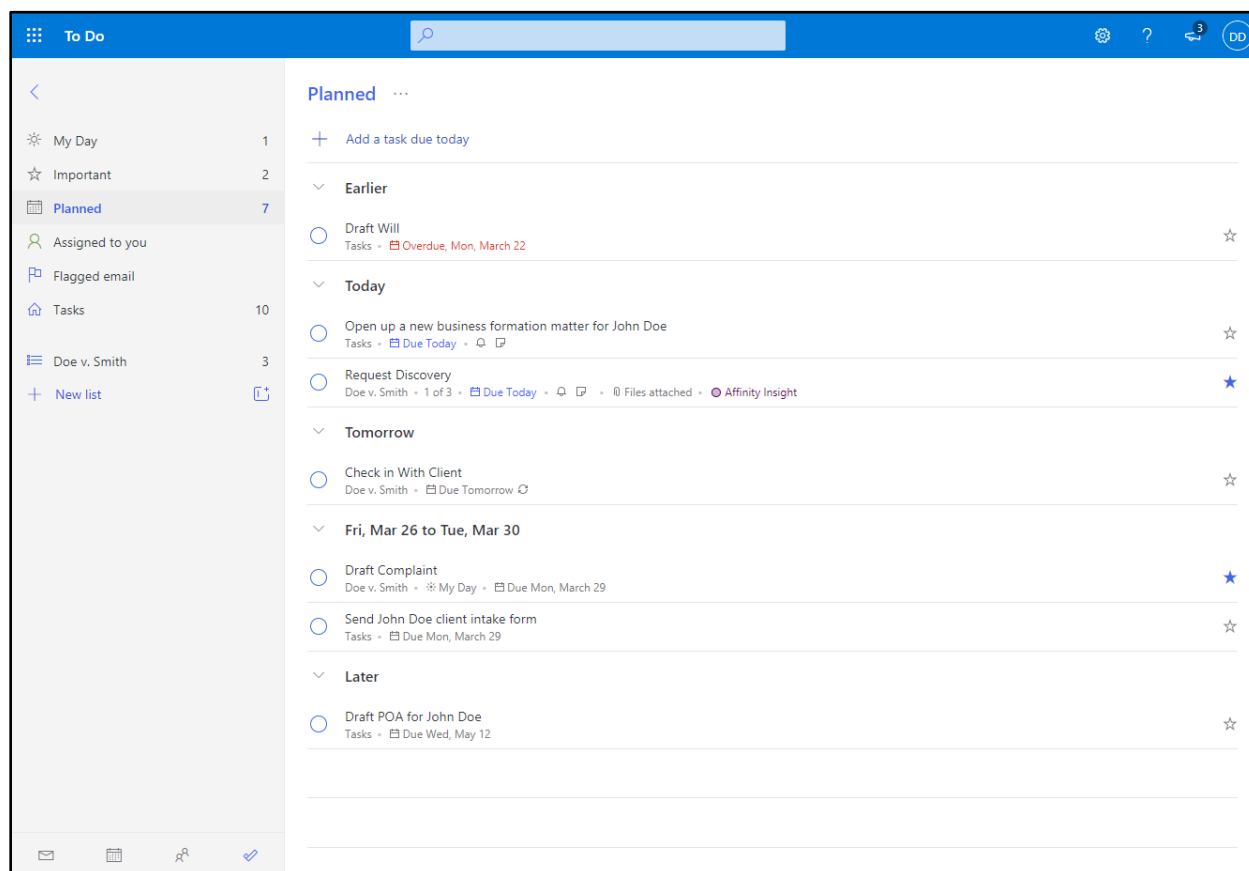 To Do
3
DD
My Day 1
Important 2
Planned 7
Assigned to you
Flagged email
Tasks 10
Doe v. Smith 3
New list
Planned ...
Add a task due today
Earlier
Draft Will
Tasks • Overdue, Mon, March 22
Today
Open up a new business formation matter for John Doe
Tasks • Due Today •
Request Discovery
Doe v. Smith • 1 of 3 • Due Today • • Files attached • Affinity Insight
Tomorrow
Check in With Client
Doe v. Smith • Due Tomorrow
Fri, Mar 26 to Tue, Mar 30
Draft Complaint
Doe v. Smith • My Day • Due Mon, March 29
Send John Doe client intake form
Tasks • Due Mon, March 29
Later
Draft POA for John Doe
Tasks • Due Wed, May 12